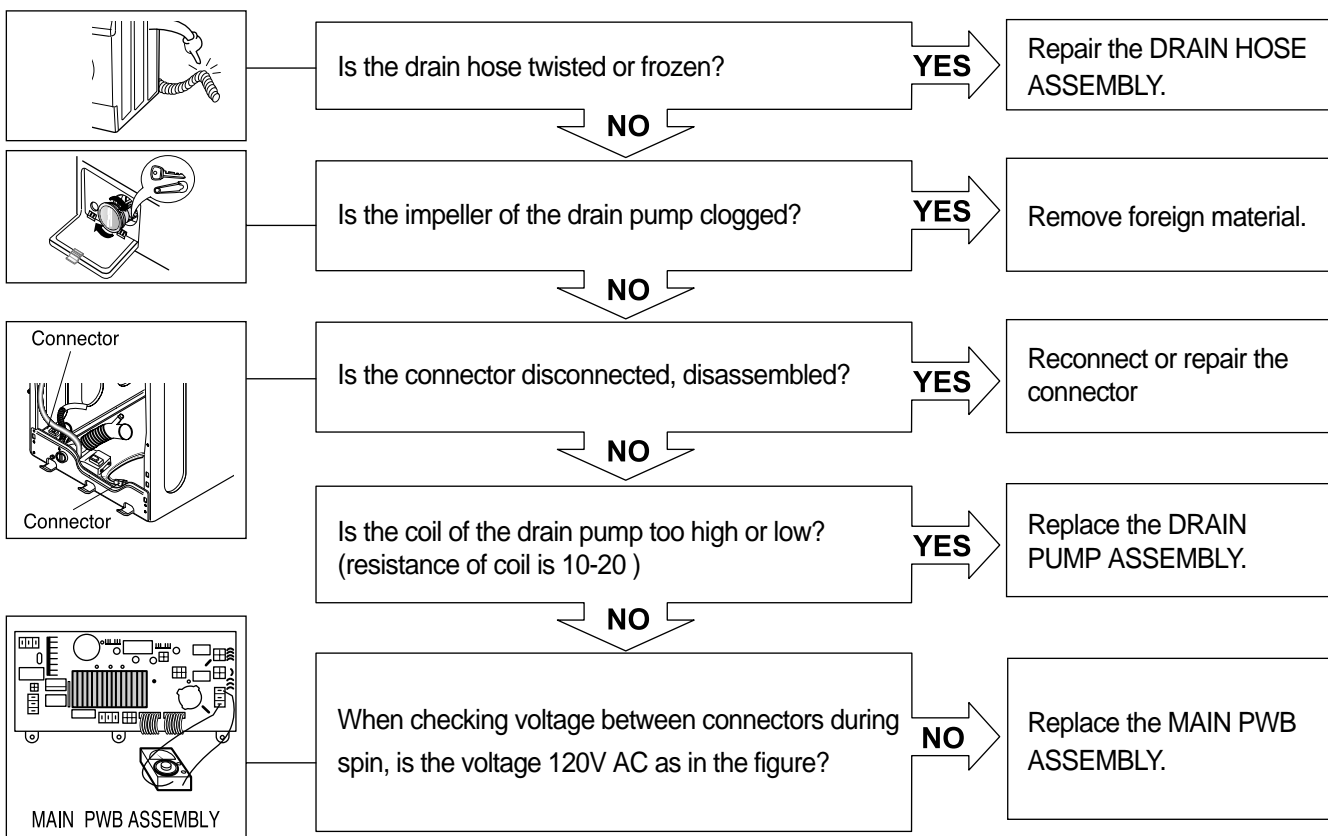 Is the drain hose twisted or frozen?
YES
Repair the DRAIN HOSE
ASSEMBLY.
NO
Is the impeller of the drain pump clogged?
YES
Remove foreign material.
NO
Connector
Connector
Is the connector disconnected, disassembled?
YES
Reconnect or repair the
connector
NO
Is the coil of the drain pump too high or low?
(resistance of coil is 10-20 )
YES
Replace the DRAIN
PUMP ASSEMBLY.
NO
MAIN PWB ASSEMBLY
When checking voltage between connectors during
spin, is the voltage 120V AC as in the figure?
NO
Replace the MAIN PWB
ASSEMBLY.